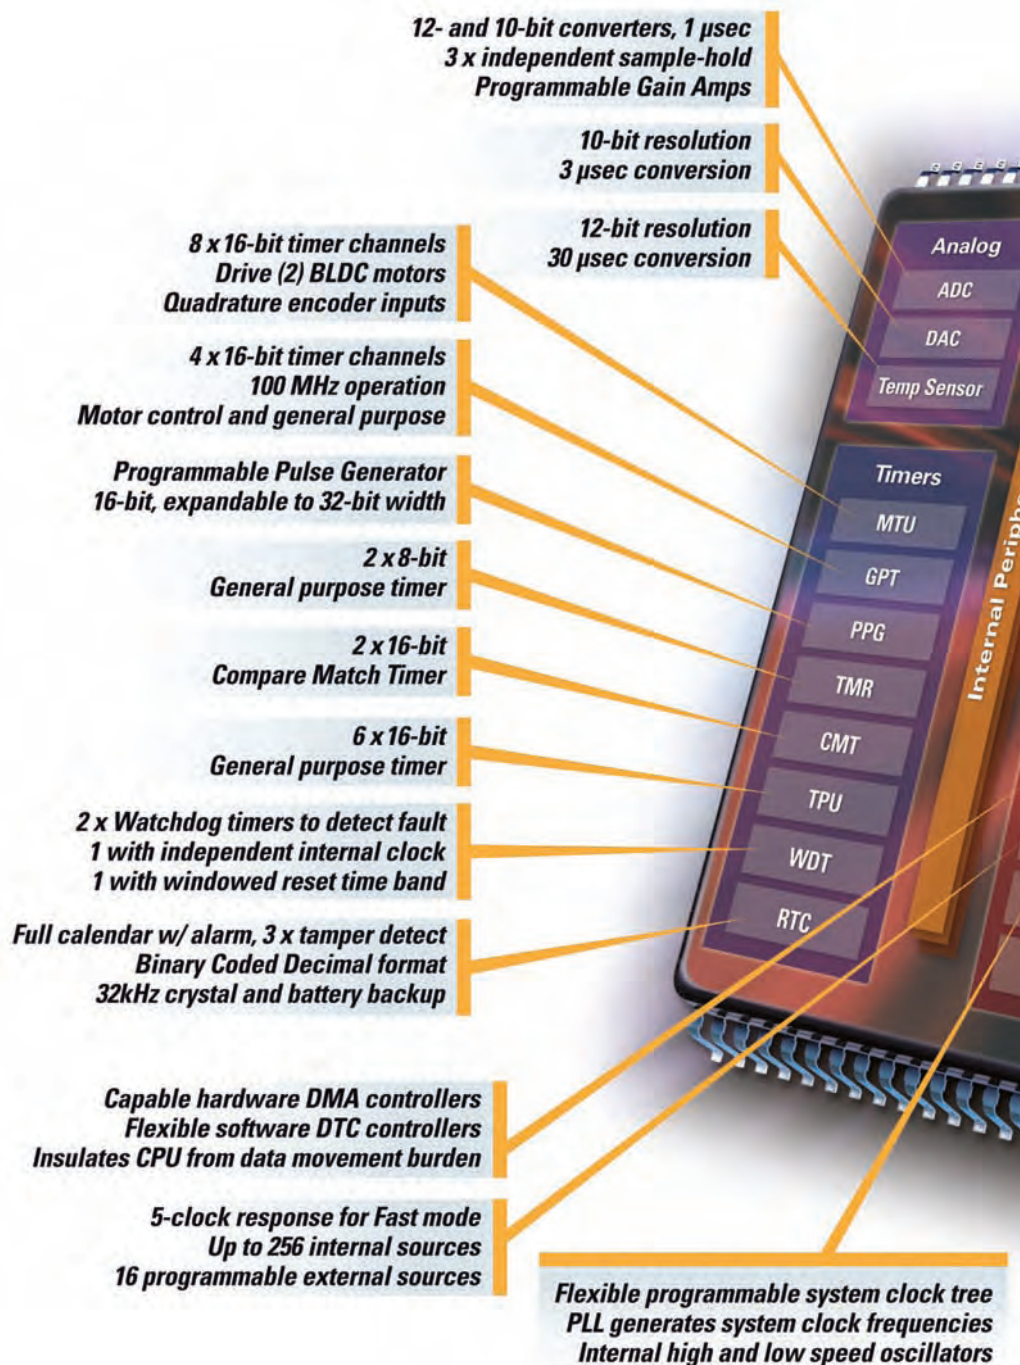 12- and 10-bit converters, 1 µsec
3 x independent sample-hold
Programmable Gain Amps
10-bit resolution
3 µsec conversion
12-bit resolution
30 µsec conversion
8 x 16-bit timer channels
Drive (2) BLDC motors
Quadrature encoder inputs
4 x 16-bit timer channels
100 MHz operation
Motor control and general purpose
Programmable Pulse Generator
16-bit, expandable to 32-bit width
2 x 8-bit
General purpose timer
2 x 16-bit
Compare Match Timer
6 x 16-bit
General purpose timer
2 x Watchdog timers to detect fault
1 with independent internal clock
1 with windowed reset time band
Full calendar w/ alarm, 3 x tamper detect
Binary Coded Decimal format
32kHz crystal and battery backup
Capable hardware DMA controllers
Flexible software DTC controllers
Insulates CPU from data movement burden
5-clock response for Fast mode
Up to 256 internal sources
16 programmable external sources
Flexible programmable system clock tree
PLL generates system clock frequencies
Internal high and low speed oscillators
Analog
ADC
DAC
Temp Sensor
Timers
MTU
GPT
PPG
TMR
CMT
TPU
WDT
RTC
Internal